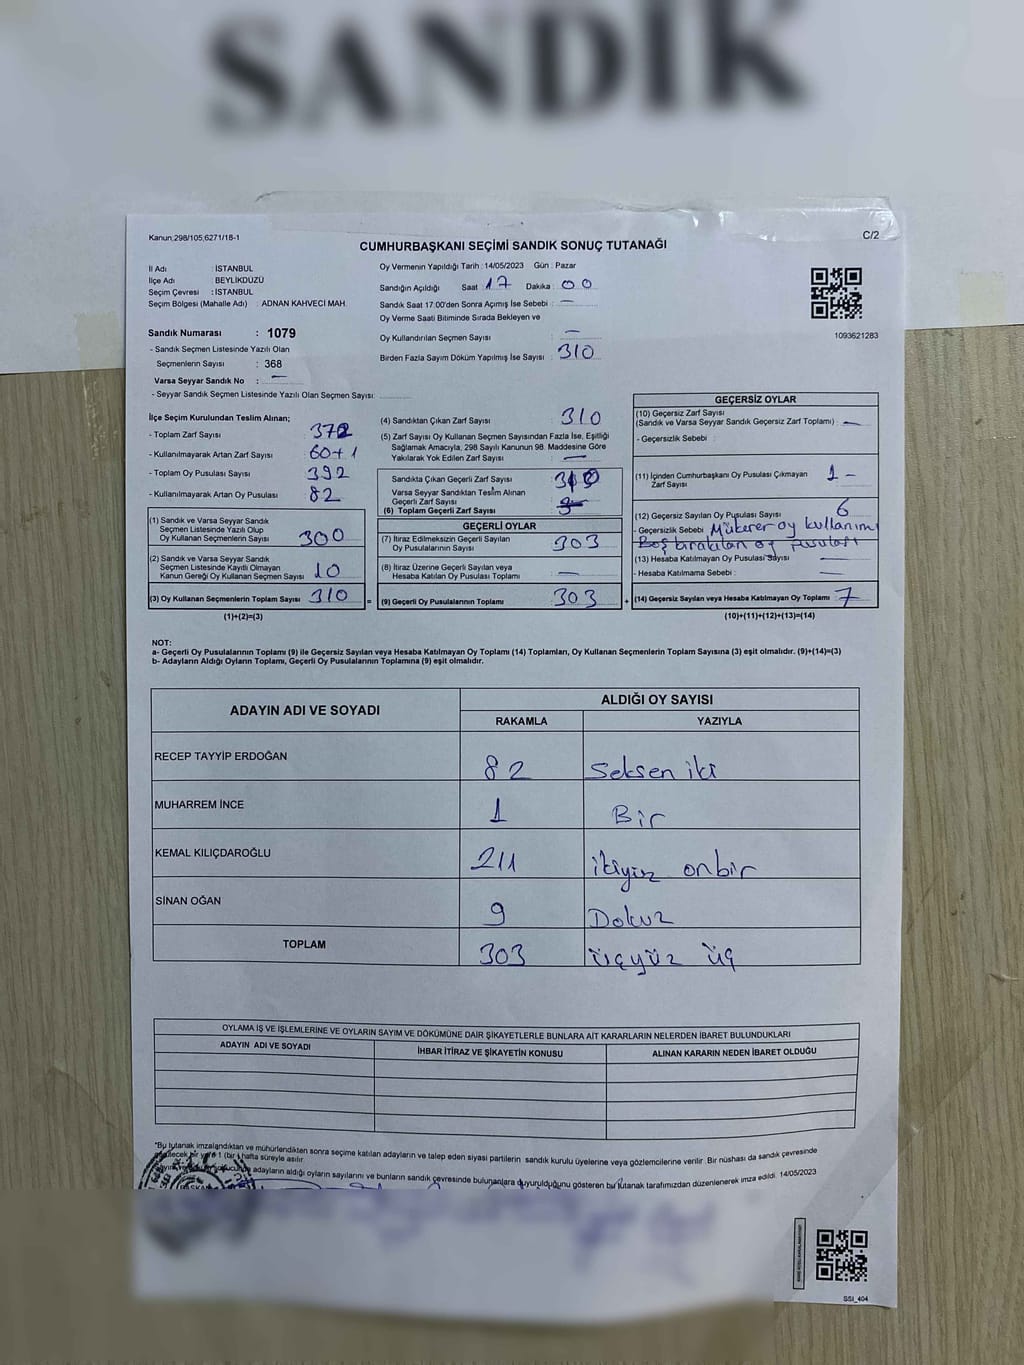 SANDIK
Kanun;298/105,6271/18-1
C/2
CUMHURBAŞKANI SEÇİMİ SANDIK SONUÇ TUTANAĞI
İl Adı : İSTANBUL
İlçe Adı : BEYLİKDÜZÜ
Seçim Çevresi : İSTANBUL
Seçim Bölgesi (Mahalle Adı) : ADNAN KAHVECİ MAH.
Sandık Numarası : 1079
- Sandık Seçmen Listesinde Yazılı Olan
Seçmenlerin Sayısı : 368
Varsa Seyyar Sandık No : —
- Seyyar Sandık Seçmen Listesinde Yazılı Olan Seçmen Sayısı:
Oy Vermenin Yapıldığı Tarih : 14/05/2023 Gün : Pazar
Sandığın Açıldığı Saat 17 Dakika : 00
Sandık Saat 17:00'den Sonra Açımış İse Sebebi : —
Oy Verme Saati Bitiminde Sırada Bekleyen ve
Oy Kullandırılan Seçmen Sayısı : —
Birden Fazla Sayım Döküm Yapılmış İse Sayısı : 310
1093621283
İlçe Seçim Kurulundan Teslim Alınan;
- Toplam Zarf Sayısı : 372
- Kullanılmayarak Artan Zarf Sayısı : 60+1
- Toplam Oy Pusulası Sayısı : 392
- Kullanılmayarak Artan Oy Pusulası : 82
(1) Sandık ve Varsa Seyyar Sandık
Seçmen Listesinde Yazılı Olup
Oy Kullanan Seçmenlerin Sayısı : 300
(2) Sandık ve Varsa Seyyar Sandık
Seçmen Listesinde Kayıtlı Olmayan
Kanun Gereği Oy Kullanan Seçmen Sayısı : 10
(3) Oy Kullanan Seçmenlerin Toplam Sayısı : 310
(1)+(2)=(3)
(4) Sandıktan Çıkan Zarf Sayısı : 310
(5) Zarf Sayısı Oy Kullanan Seçmen Sayısından Fazla İse, Eşitliği
Sağlamak Amacıyla, 298 Sayılı Kanunun 98. Maddesine Göre
Yakılarak Yok Edilen Zarf Sayısı : —
Sandıkta Çıkan Geçerli Zarf Sayısı : 310
Varsa Seyyar Sandıktan Teslim Alınan
Geçerli Zarf Sayısı :
(6) Toplam Geçerli Zarf Sayısı :
GEÇERLİ OYLAR
(7) İtiraz Edilmeksizin Geçerli Sayılan
Oy Pusulalarının Sayısı : 303
(8) İtiraz Üzerine Geçerli Sayılan veya
Hesaba Katılan Oy Pusulası Toplamı : —
=
(9) Geçerli Oy Pusulalarının Toplamı : 303
+
GEÇERSİZ OYLAR
(10) Geçersiz Zarf Sayısı
(Sandık ve Varsa Seyyar Sandık Geçersiz Zarf Toplamı) : —
- Geçersizlik Sebebi :
(11) İçinden Cumhurbaşkanı Oy Pusulası Çıkmayan
Zarf Sayısı : 1 -
(12) Geçersiz Sayılan Oy Pusulası Sayısı : 6
- Geçersizlik Sebebi : Mükerer oy kullanımı
Boş bırakılan oy pusulası
(13) Hesaba Katılmayan Oy Pusulası Sayısı : —
- Hesaba Katılmama Sebebi : —
(14) Geçersiz Sayılan veya Hesaba Katılmayan Oy Toplamı : 7
(10)+(11)+(12)+(13)=(14)
NOT:
a- Geçerli Oy Pusulalarının Toplamı (9) ile Geçersiz Sayılan veya Hesaba Katılmayan Oy Toplamı (14) Toplamları, Oy Kullanan Seçmenlerin Toplam Sayısına (3) eşit olmalıdır. (9)+(14)=(3)
b- Adayların Aldığı Oyların Toplamı, Geçerli Oy Pusulalarının Toplamına (9) eşit olmalıdır.
ADAYIN ADI VE SOYADI
ALDIĞI OY SAYISI
RAKAMLA YAZIYLA
RECEP TAYYİP ERDOĞAN 82 Seksen iki
MUHARREM İNCE 1 Bir
KEMAL KILIÇDAROĞLU 211 ikiyüz onbir
SİNAN OĞAN 9 Dokuz
TOPLAM 303 üçyüz üç
OYLAMA İŞ VE İŞLEMLERİNE VE OYLARIN SAYIM VE DÖKÜMÜNE DAİR ŞİKAYETLERLE BUNLARA AİT KARARLARIN NELERDEN İBARET BULUNDUKLARI
ADAYIN ADI VE SOYADI İHBAR İTİRAZ VE ŞİKAYETİN KONUSU ALINAN KARARIN NEDEN İBARET OLDUĞU
*Bu tutanak imzalandıktan ve mühürlendikten sonra seçime katılan adayların ve talep eden siyasi partilerin sandık kurulu üyelerine veya gözlemcilerine verilir. Bir nüshası da sandık çevresinde
bir yere 1 (bir) hafta süreyle asılır.
adayların aldığı oyların sayılarını ve bunların sandık çevresinde bulunanlara duyurulduğunu gösteren bu tutanak tarafımızdan düzenlenerek imza edildi. 14/05/2023
SSİ_404